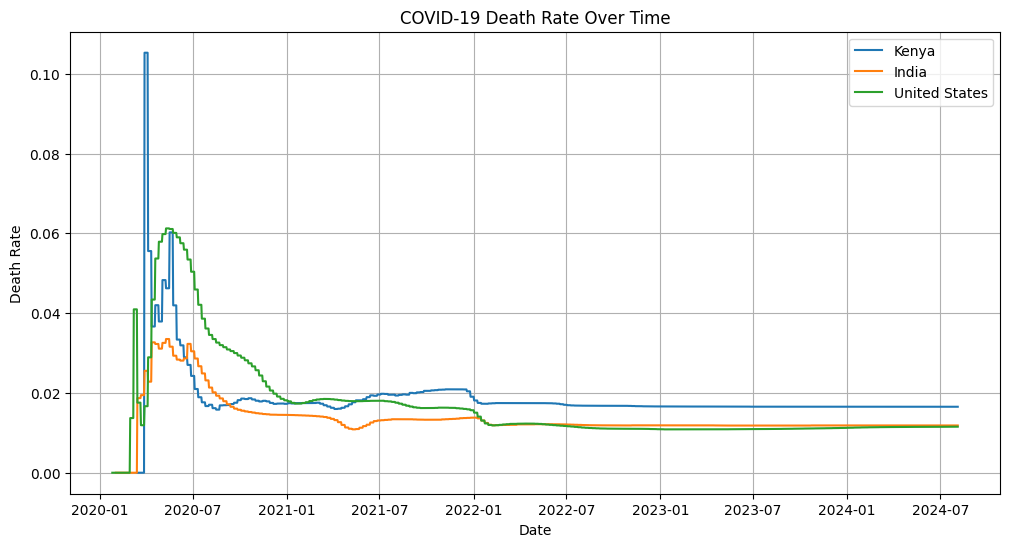 COVID-19 Death Rate Over Time
Kenya
India
United States
Death Rate
0.10
0.08
0.06
0.04
0.02
0.00
2020-01 2020-07 2021-01 2021-07 2022-01 2022-07 2023-01 2023-07 2024-01 2024-07
Date